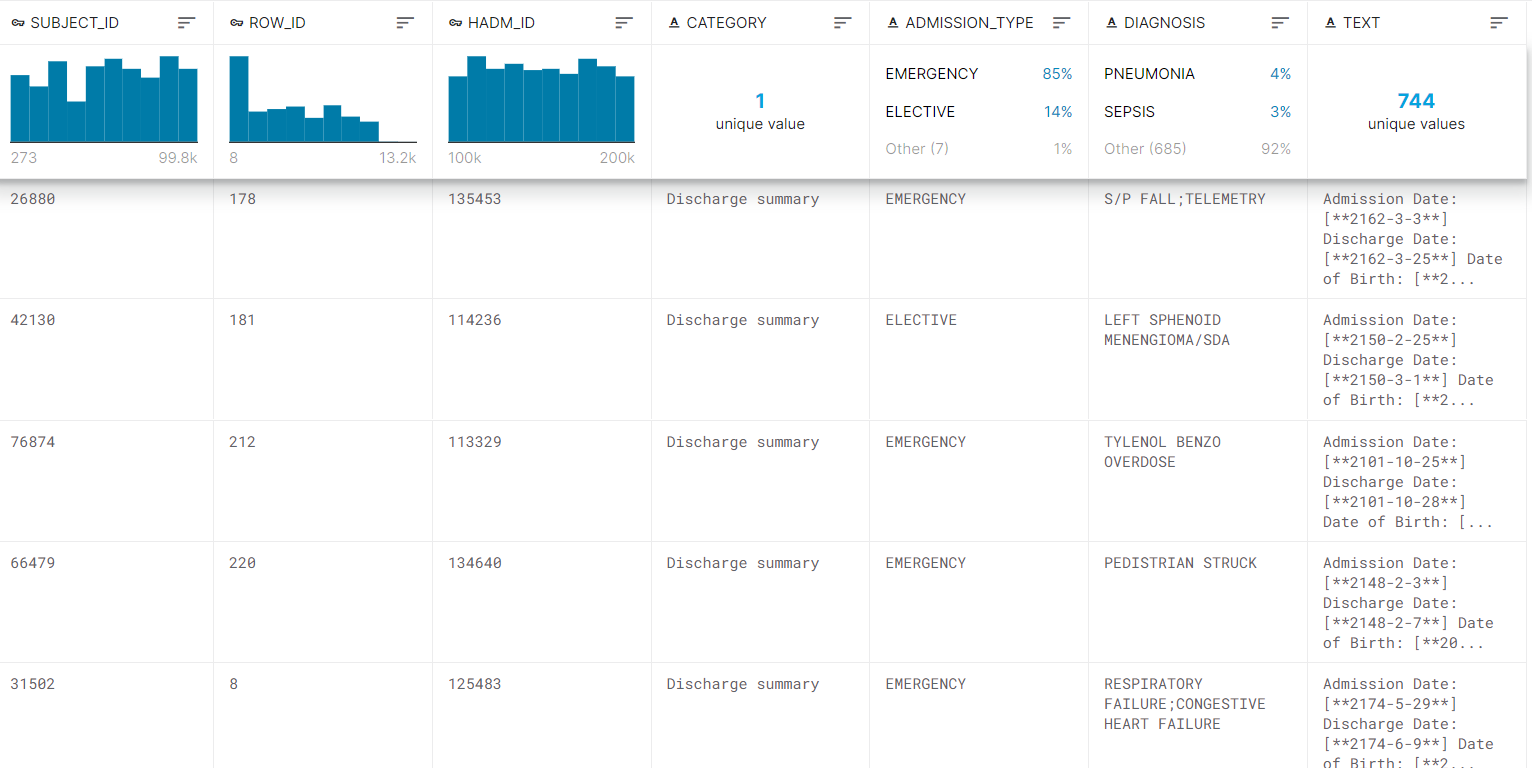 SUBJECT_ID ROW_ID HADM_ID CATEGORY ADMISSION_TYPE DIAGNOSIS TEXT
273 99.8k
8 13.2k
100k 200k
1
unique value
EMERGENCY 85%
ELECTIVE 14%
Other (7) 1%
PNEUMONIA 4%
SEPSIS 3%
Other (685) 92%
744
unique values
26880
178
135453
Discharge summary
EMERGENCY
S/P FALL;TELEMETRY
Admission Date:
[**2162-3-3**]
Discharge Date:
[**2162-3-25**] Date
of Birth: [**2...
42130
181
114236
Discharge summary
ELECTIVE
LEFT SPHENOID
MENENGIOMA/SDA
Admission Date:
[**2150-2-25**]
Discharge Date:
[**2150-3-1**] Date
of Birth: [**2...
76874
212
113329
Discharge summary
EMERGENCY
TYLENOL BENZO
OVERDOSE
Admission Date:
[**2101-10-25**]
Discharge Date:
[**2101-10-28**]
Date of Birth: [...
66479
220
134640
Discharge summary
EMERGENCY
PEDISTRIAN STRUCK
Admission Date:
[**2148-2-3**]
Discharge Date:
[**2148-2-7**] Date
of Birth: [**20...
31502
8
125483
Discharge summary
EMERGENCY
RESPIRATORY
FAILURE;CONGESTIVE
HEART FAILURE
Admission Date:
[**2174-5-29**]
Discharge Date:
[**2174-6-9**] Date
of Birth: [**2...